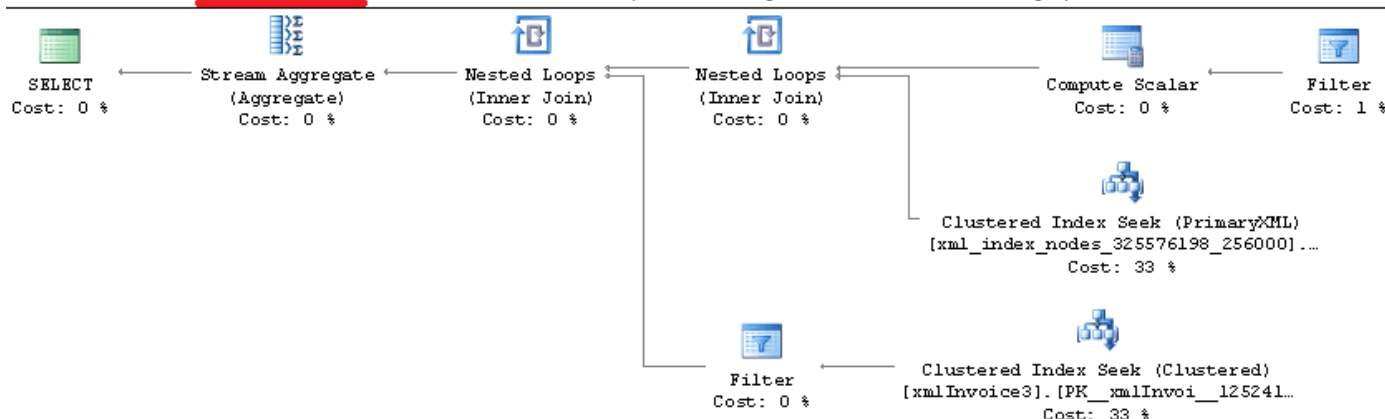 SELECT
Cost: 0 %
Stream Aggregate
(Aggregate)
Cost: 0 %
Nested Loops
(Inner Join)
Cost: 0 %
Nested Loops
(Inner Join)
Cost: 0 %
Compute Scalar
Cost: 0 %
Filter
Cost: 1 %
Clustered Index Seek (PrimaryXML)
[xml_index_nodes_325576198_256000]....
Cost: 33 %
Filter
Cost: 0 %
Clustered Index Seek (Clustered)
[xmlInvoice3].[PK__xmlInvoi__125241…
Cost: 33 %